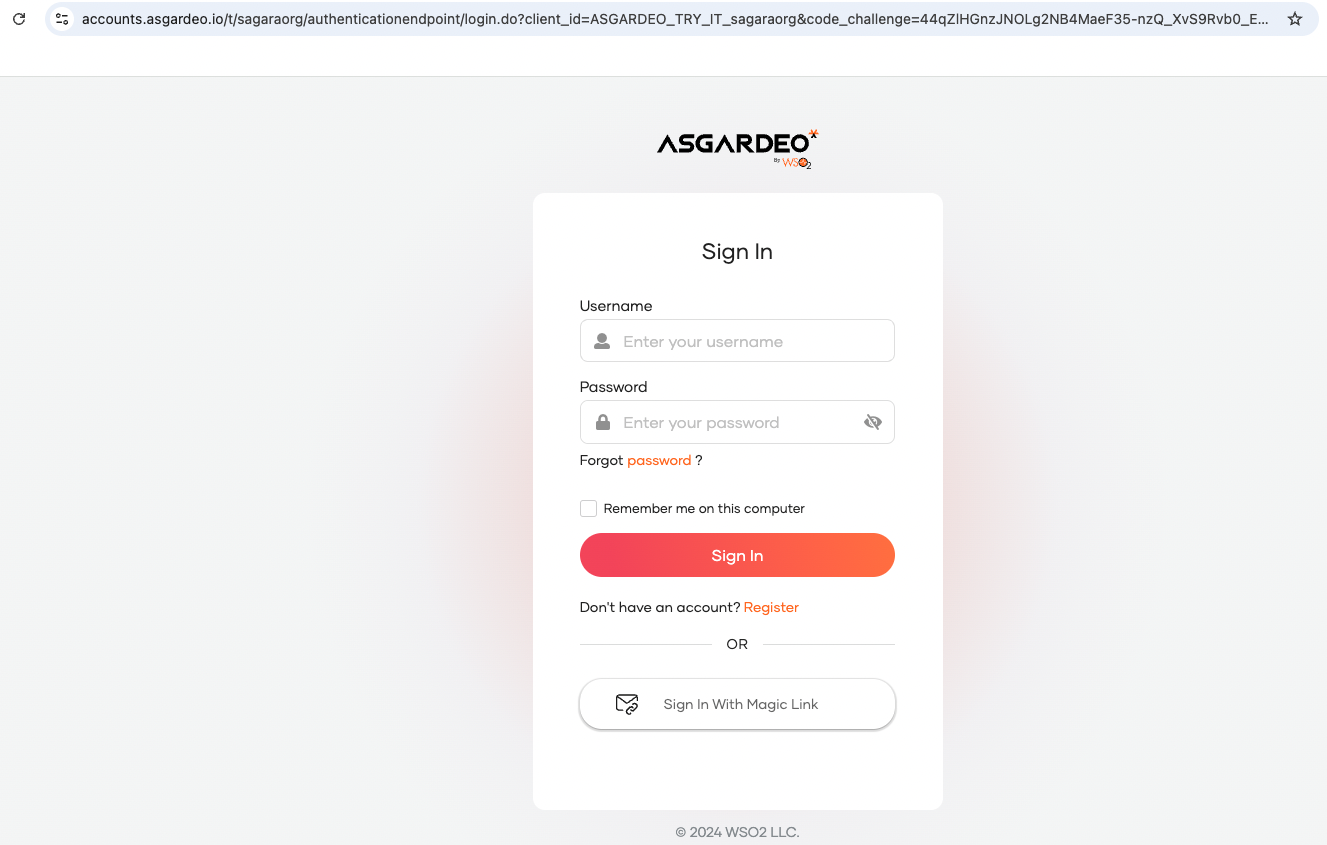 accounts.asgardeo.io/t/sagaraorg/authenticationendpoint/login.do?client_id=ASGARDEO_TRY_IT_sagaraorg&code_challenge=44qZlHGnzJNOLg2NB4MaeF35-nzQ_XvS9Rvb0_E...
ASGARDEO
By WSO2
Sign In
Username
Enter your username
Password
Enter your password
Forgot password ?
Remember me on this computer
Sign In
Don't have an account? Register
OR
Sign In With Magic Link
© 2024 WSO2 LLC.